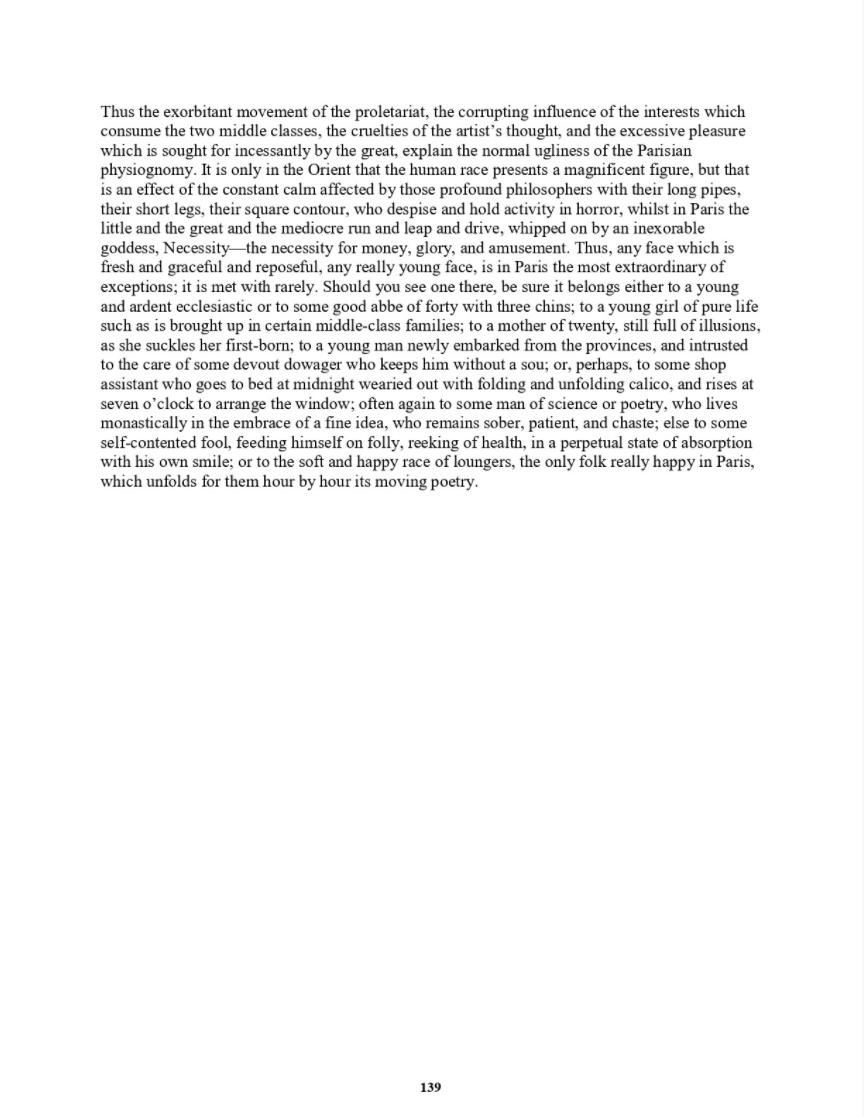 Thus the exorbitant movement of the proletariat, the corrupting influence of the interests which
consume the two middle classes, the cruelties of the artist’s thought, and the excessive pleasure
which is sought for incessantly by the great, explain the normal ugliness of the Parisian
physiognomy. It is only in the Orient that the human race presents a magnificent figure, but that
is an effect of the constant calm affected by those profound philosophers with their long pipes,
their short legs, their square contour, who despise and hold activity in horror, whilst in Paris the
little and the great and the mediocre run and leap and drive, whipped on by an inexorable
goddess, Necessity—the necessity for money, glory, and amusement. Thus, any face which is
fresh and graceful and reposeful, any really young face, is in Paris the most extraordinary of
exceptions; it is met with rarely. Should you see one there, be sure it belongs either to a young
and ardent ecclesiastic or to some good abbe of forty with three chins; to a young girl of pure life
such as is brought up in certain middle-class families; to a mother of twenty, still full of illusions,
as she suckles her first-born; to a young man newly embarked from the provinces, and intrusted
to the care of some devout dowager who keeps him without a sou; or, perhaps, to some shop
assistant who goes to bed at midnight wearied out with folding and unfolding calico, and rises at
seven o’clock to arrange the window; often again to some man of science or poetry, who lives
monastically in the embrace of a fine idea, who remains sober, patient, and chaste; else to some
self-contented fool, feeding himself on folly, reeking of health, in a perpetual state of absorption
with his own smile; or to the soft and happy race of loungers, the only folk really happy in Paris,
which unfolds for them hour by hour its moving poetry.
139